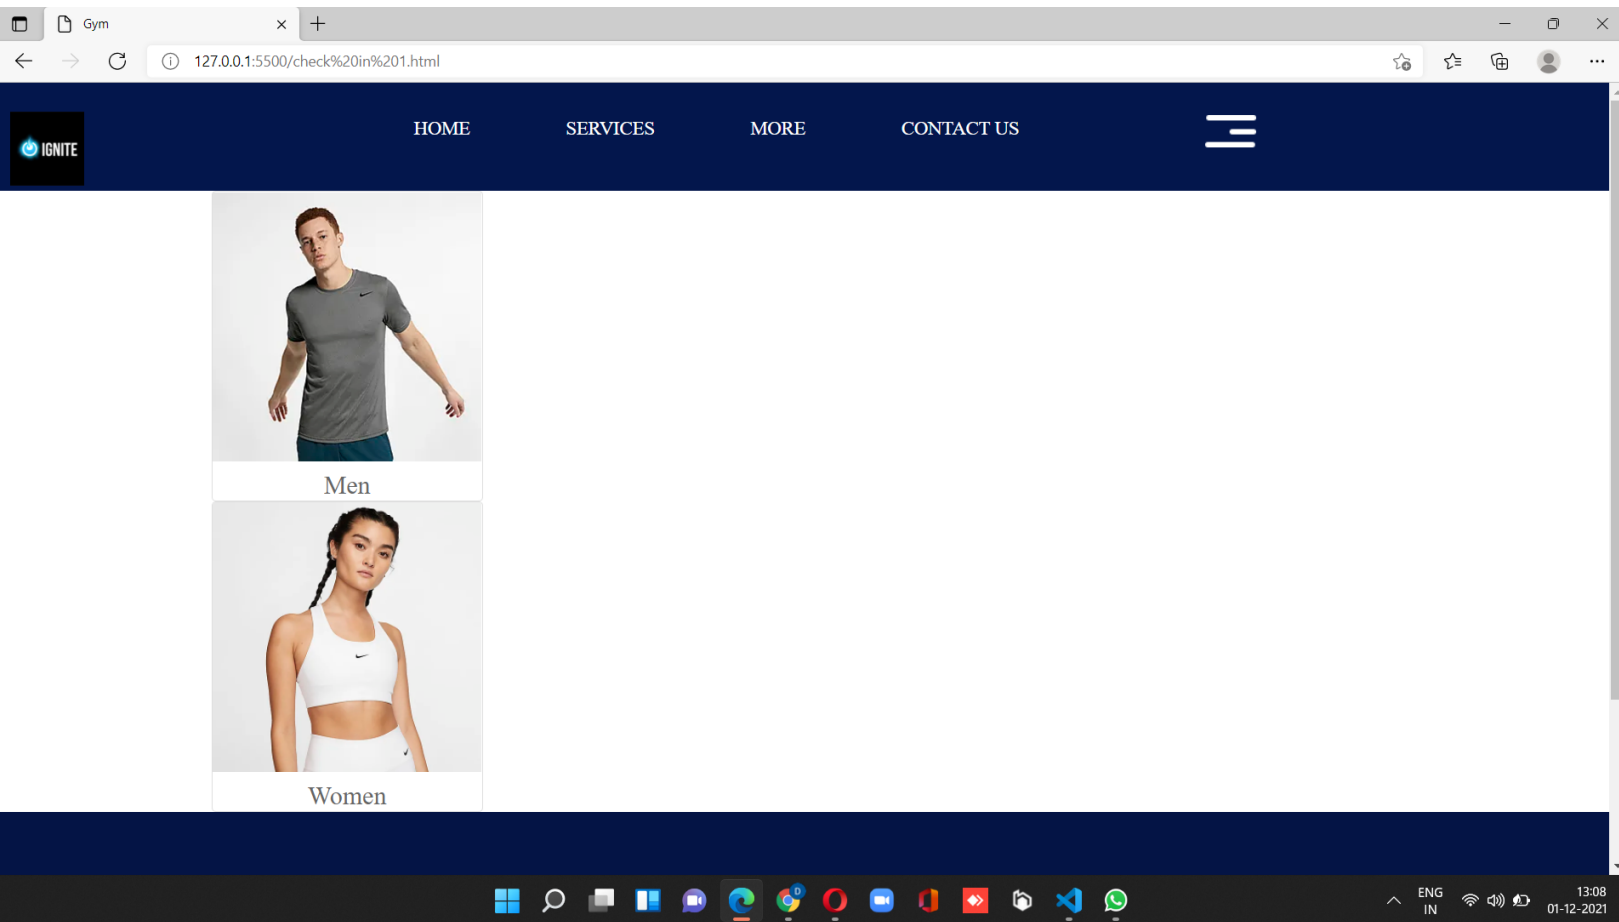 Gym
127.0.0.1:5500/check%20in%201.html
IGNITE
HOME SERVICES MORE CONTACT US
Men
Women
D
ENG
IN
13:08
01-12-2021